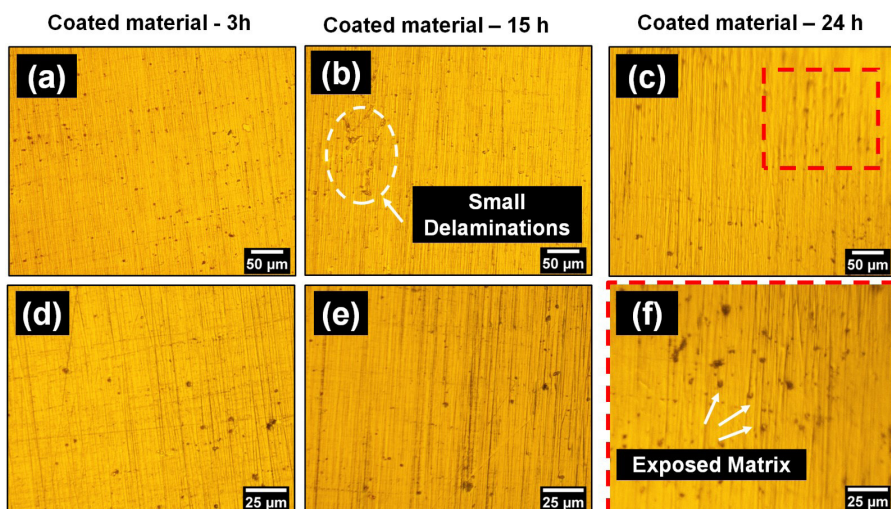 Coated material - 3h
Coated material – 15 h
Coated material – 24 h
(a)
(b)
(c)
Small
Delaminations
50 µm
50 µm
50 µm
(d)
(e)
(f)
Exposed Matrix
25 µm
25 µm
25 µm